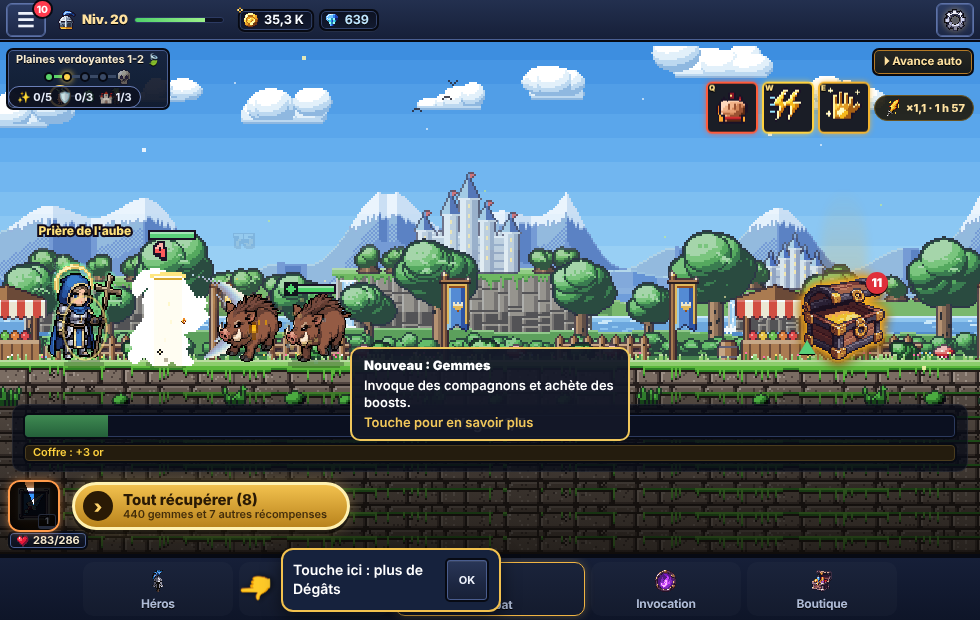 10
Niv. 20
35,3 K
639
Plaines verdoyantes 1-2
0/5
0/3
1/3
Avance auto
Q
W
E
×1,1 · 1 h 57
Prière de l'aube
4
75
11
Nouveau : Gemmes
Invoque des compagnons et achète des
boosts.
Touche pour en savoir plus
Coffre : +3 or
1
Tout récupérer (8)
440 gemmes et 7 autres récompenses
283/286
Touche ici : plus de
Dégâts
OK
Héros
Invocation
Boutique